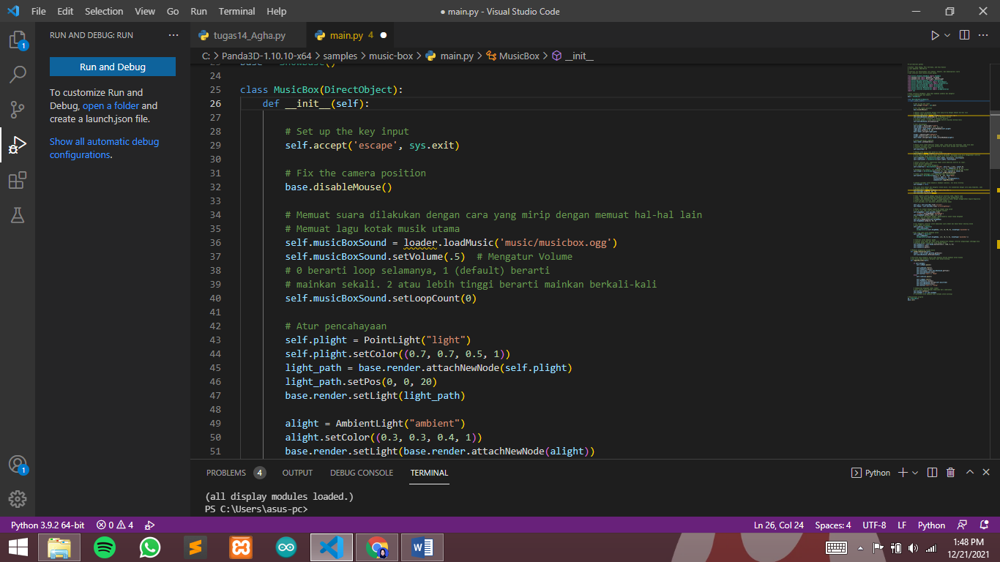 File Edit Selection View Go Run Terminal Help
● main.py - Visual Studio Code
RUN AND DEBUG: RUN ···
Run and Debug
To customize Run and
Debug, open a folder and
create a launch.json file.
Show all automatic debug
configurations.
tugas14_Agha.py
main.py 4 ●
C: > Panda3D-1.10.10-x64 > samples > music-box > main.py > MusicBox > __init__
24
25 class MusicBox(DirectObject):
26 def __init__(self):
27
28 # Set up the key input
29 self.accept('escape', sys.exit)
30
31 # Fix the camera position
32 base.disableMouse()
33
34 # Memuat suara dilakukan dengan cara yang mirip dengan memuat hal-hal lain
35 # Memuat lagu kotak musik utama
36 self.musicBoxSound = loader.loadMusic('music/musicbox.ogg')
37 self.musicBoxSound.setVolume(.5)  # Mengatur Volume
38 # 0 berarti loop selamanya, 1 (default) berarti
39 # mainkan sekali. 2 atau lebih tinggi berarti mainkan berkali-kali
40 self.musicBoxSound.setLoopCount(0)
41
42 # Atur pencahayaan
43 self.plight = PointLight("light")
44 self.plight.setColor((0.7, 0.7, 0.5, 1))
45 light_path = base.render.attachNewNode(self.plight)
46 light_path.setPos(0, 0, 20)
47 base.render.setLight(light_path)
48
49 alight = AmbientLight("ambient")
50 alight.setColor((0.3, 0.3, 0.4, 1))
51 base.render.setLight(base.render.attachNewNode(alight))
PROBLEMS 4 OUTPUT DEBUG CONSOLE TERMINAL
Python
(all display modules loaded.)
PS C:\Users\asus-pc>
Python 3.9.2 64-bit 0 4
Ln 26, Col 24 Spaces: 4 UTF-8 LF Python
1:48 PM
12/21/2021